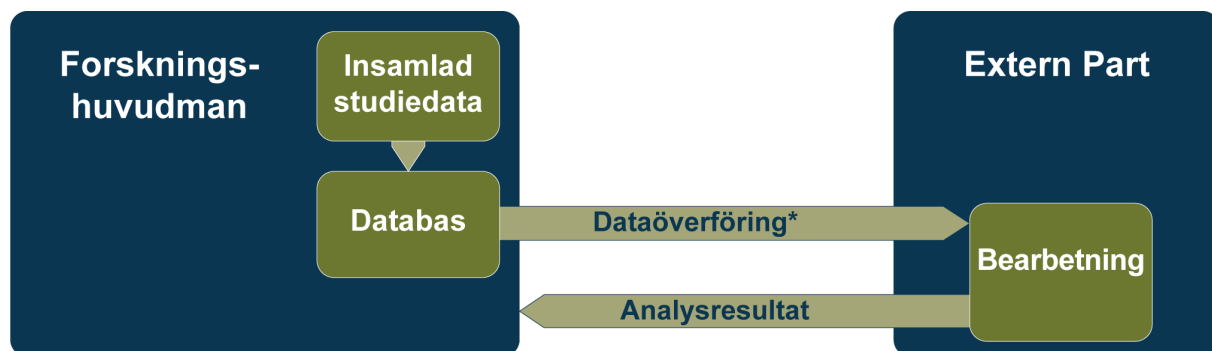 Forsknings-
huvudman
Insamlad
studiedata
Databas
Dataöverföring*
Analysresultat
Extern Part
Bearbetning